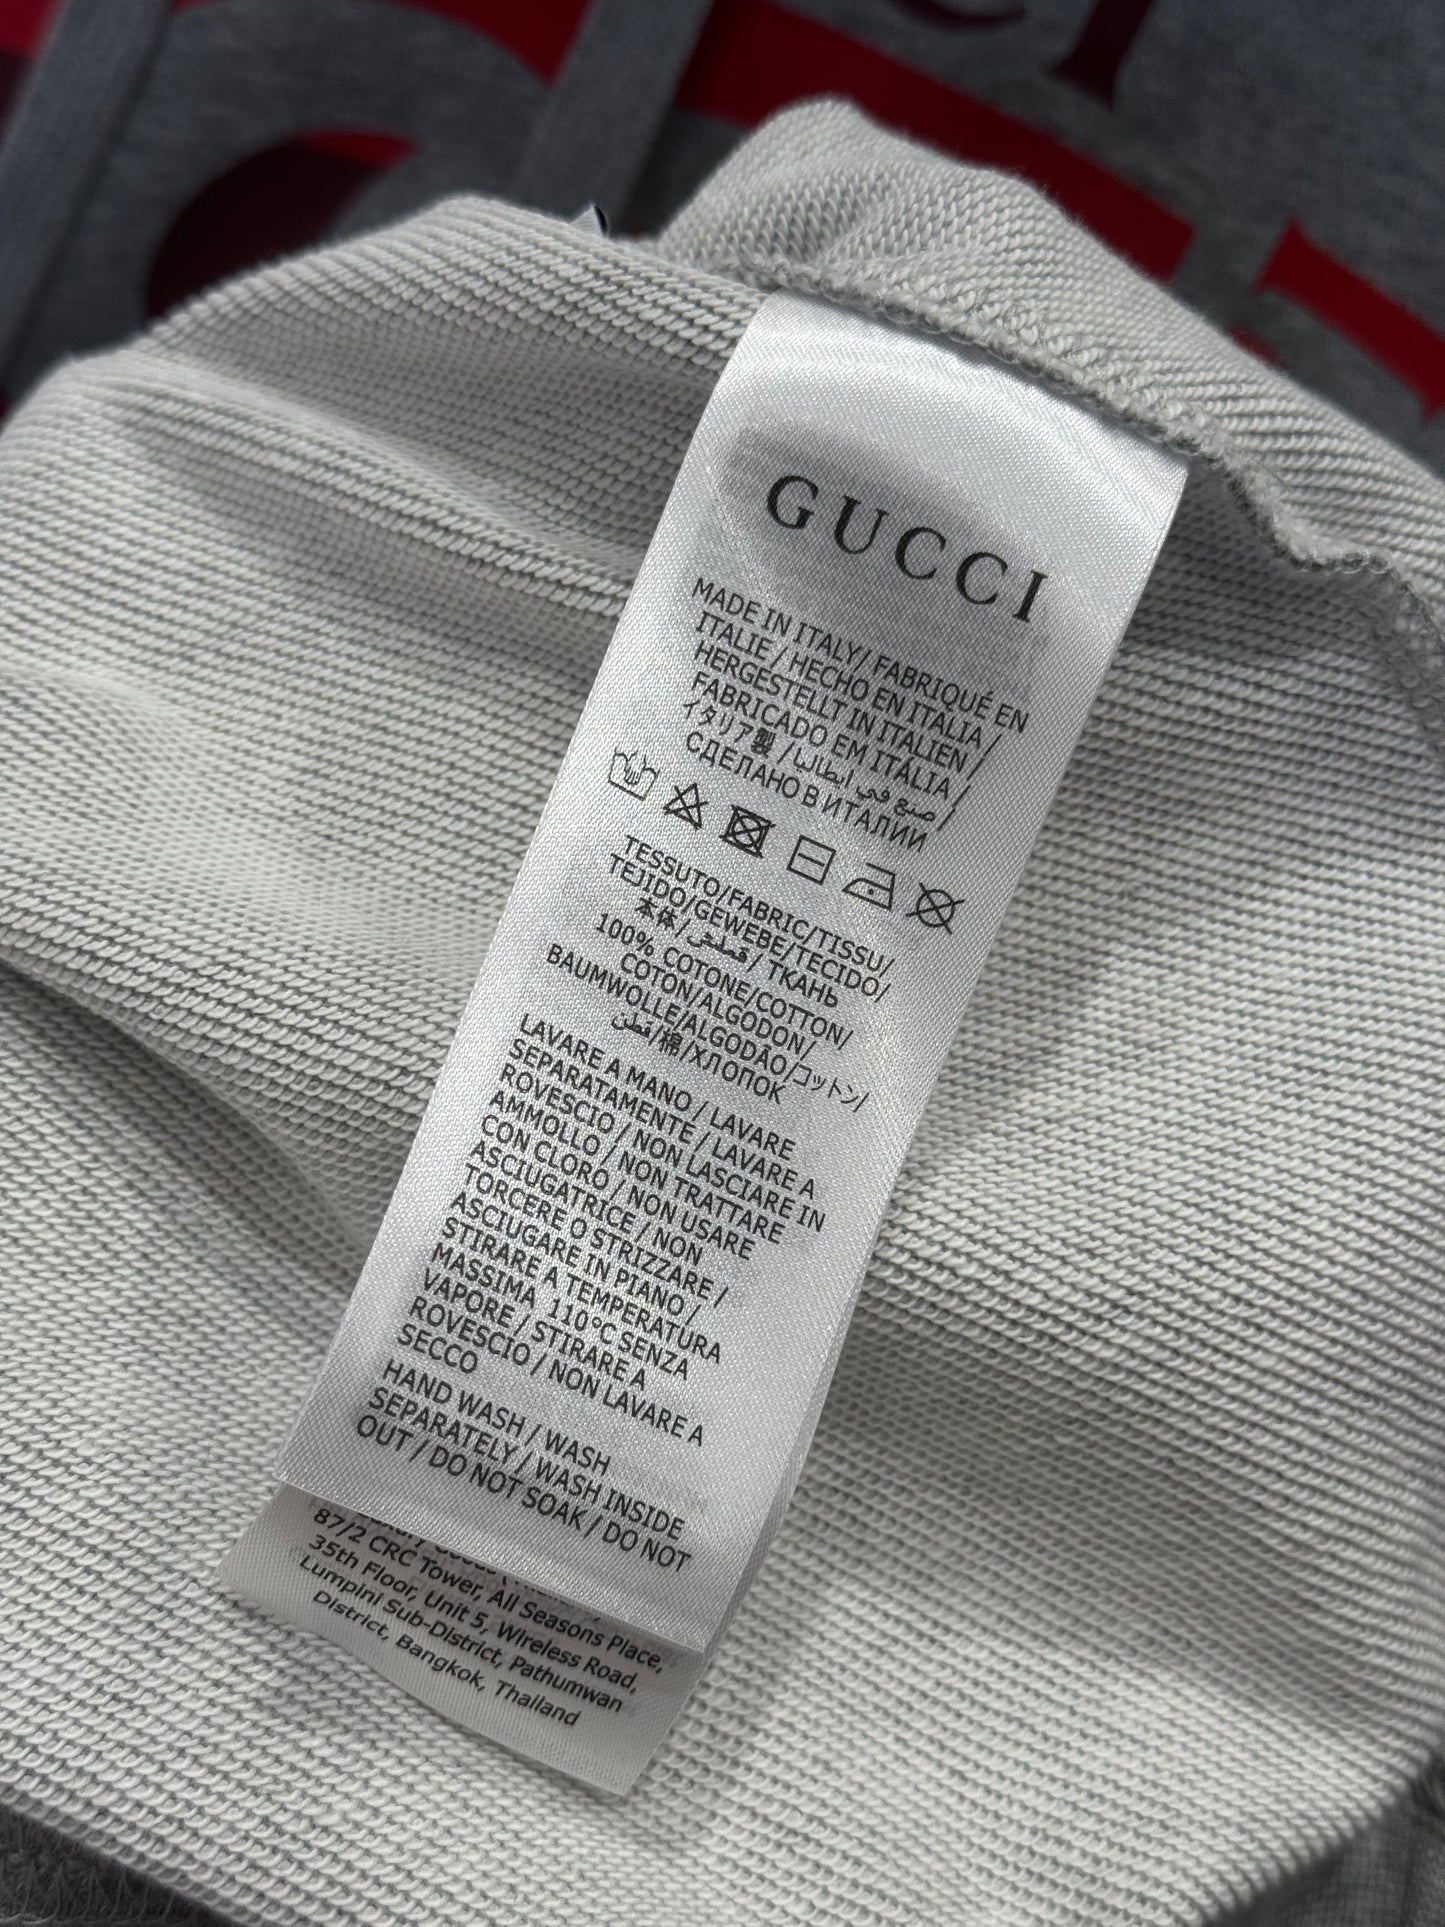 GUCCI
MADE IN ITALY/ FABRIQUÉ EN
ITALIE / HECHO EN ITALIA /
HERGESTELLT IN ITALIEN /
FABRICADO EM ITÁLIA /
イタリア製 / صنع في ايطاليا /
СДЕЛАНО В ИТАЛИИ
TESSUTO/FABRIC/TISSU/
TEJIDO/GEWEBE/TECIDO/
本体/قطنش/ ТКАНЬ
100% COTONE/COTTON/
COTON/ALGODON/
BAUMWOLLE/ALGODÃO/コットン/
قطن/棉/ХЛОПОК
LAVARE A MANO / LAVARE
SEPARATAMENTE / LAVARE A
ROVESCIO / NON LASCIARE IN
AMMOLLO / NON TRATTARE
CON CLORO / NON USARE
ASCIUGATRICE / NON
TORCERE O STRIZZARE /
ASCIUGARE IN PIANO /
STIRARE A TEMPERATURA
MASSIMA 110°C SENZA
VAPORE / STIRARE A
ROVESCIO / NON LAVARE A
SECCO
HAND WASH / WASH
SEPARATELY / WASH INSIDE
OUT / DO NOT SOAK / DO NOT
87/2 CRC Tower, All Seasons Place,
35th Floor, Unit 5, Wireless Road,
Lumpini Sub-District, Pathumwan
District, Bangkok, Thailand